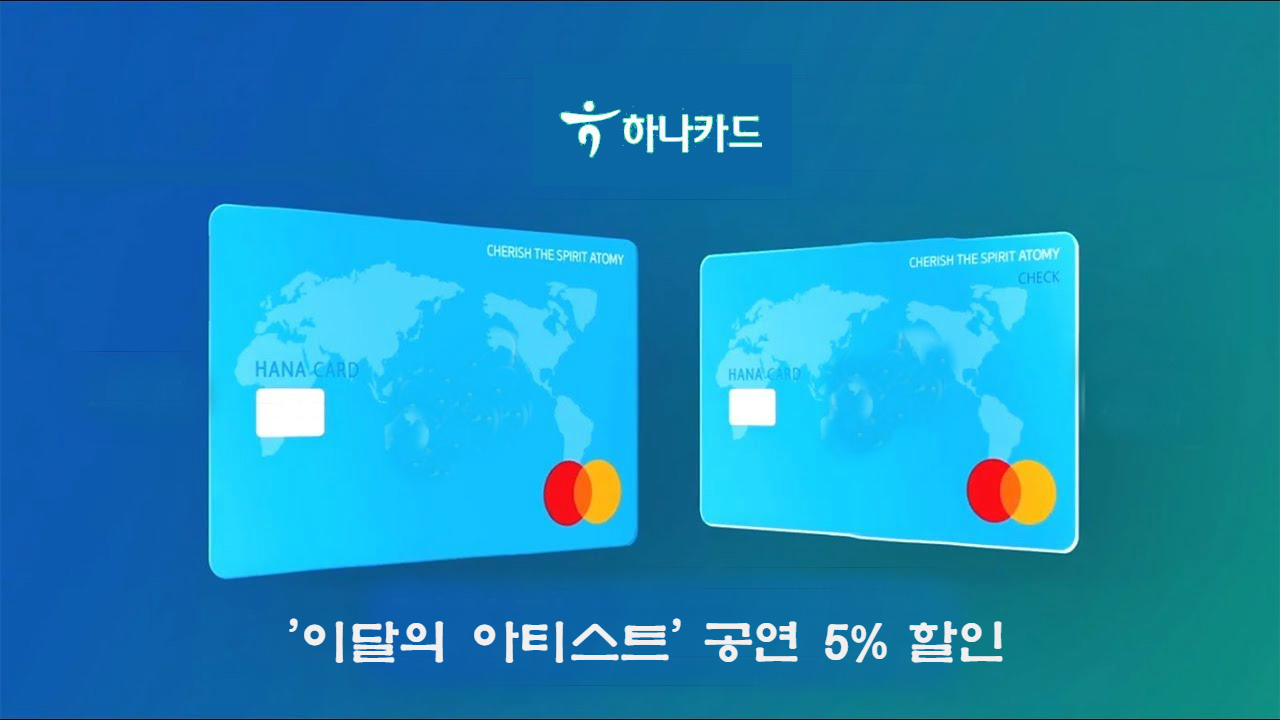 하나카드
CHERISH THE SPIRIT ATOMY
HANA CARD
CHERISH THE SPIRIT ATOMY
CHECK
HANA CARD
'이달의 아티스트' 공연 5% 할인